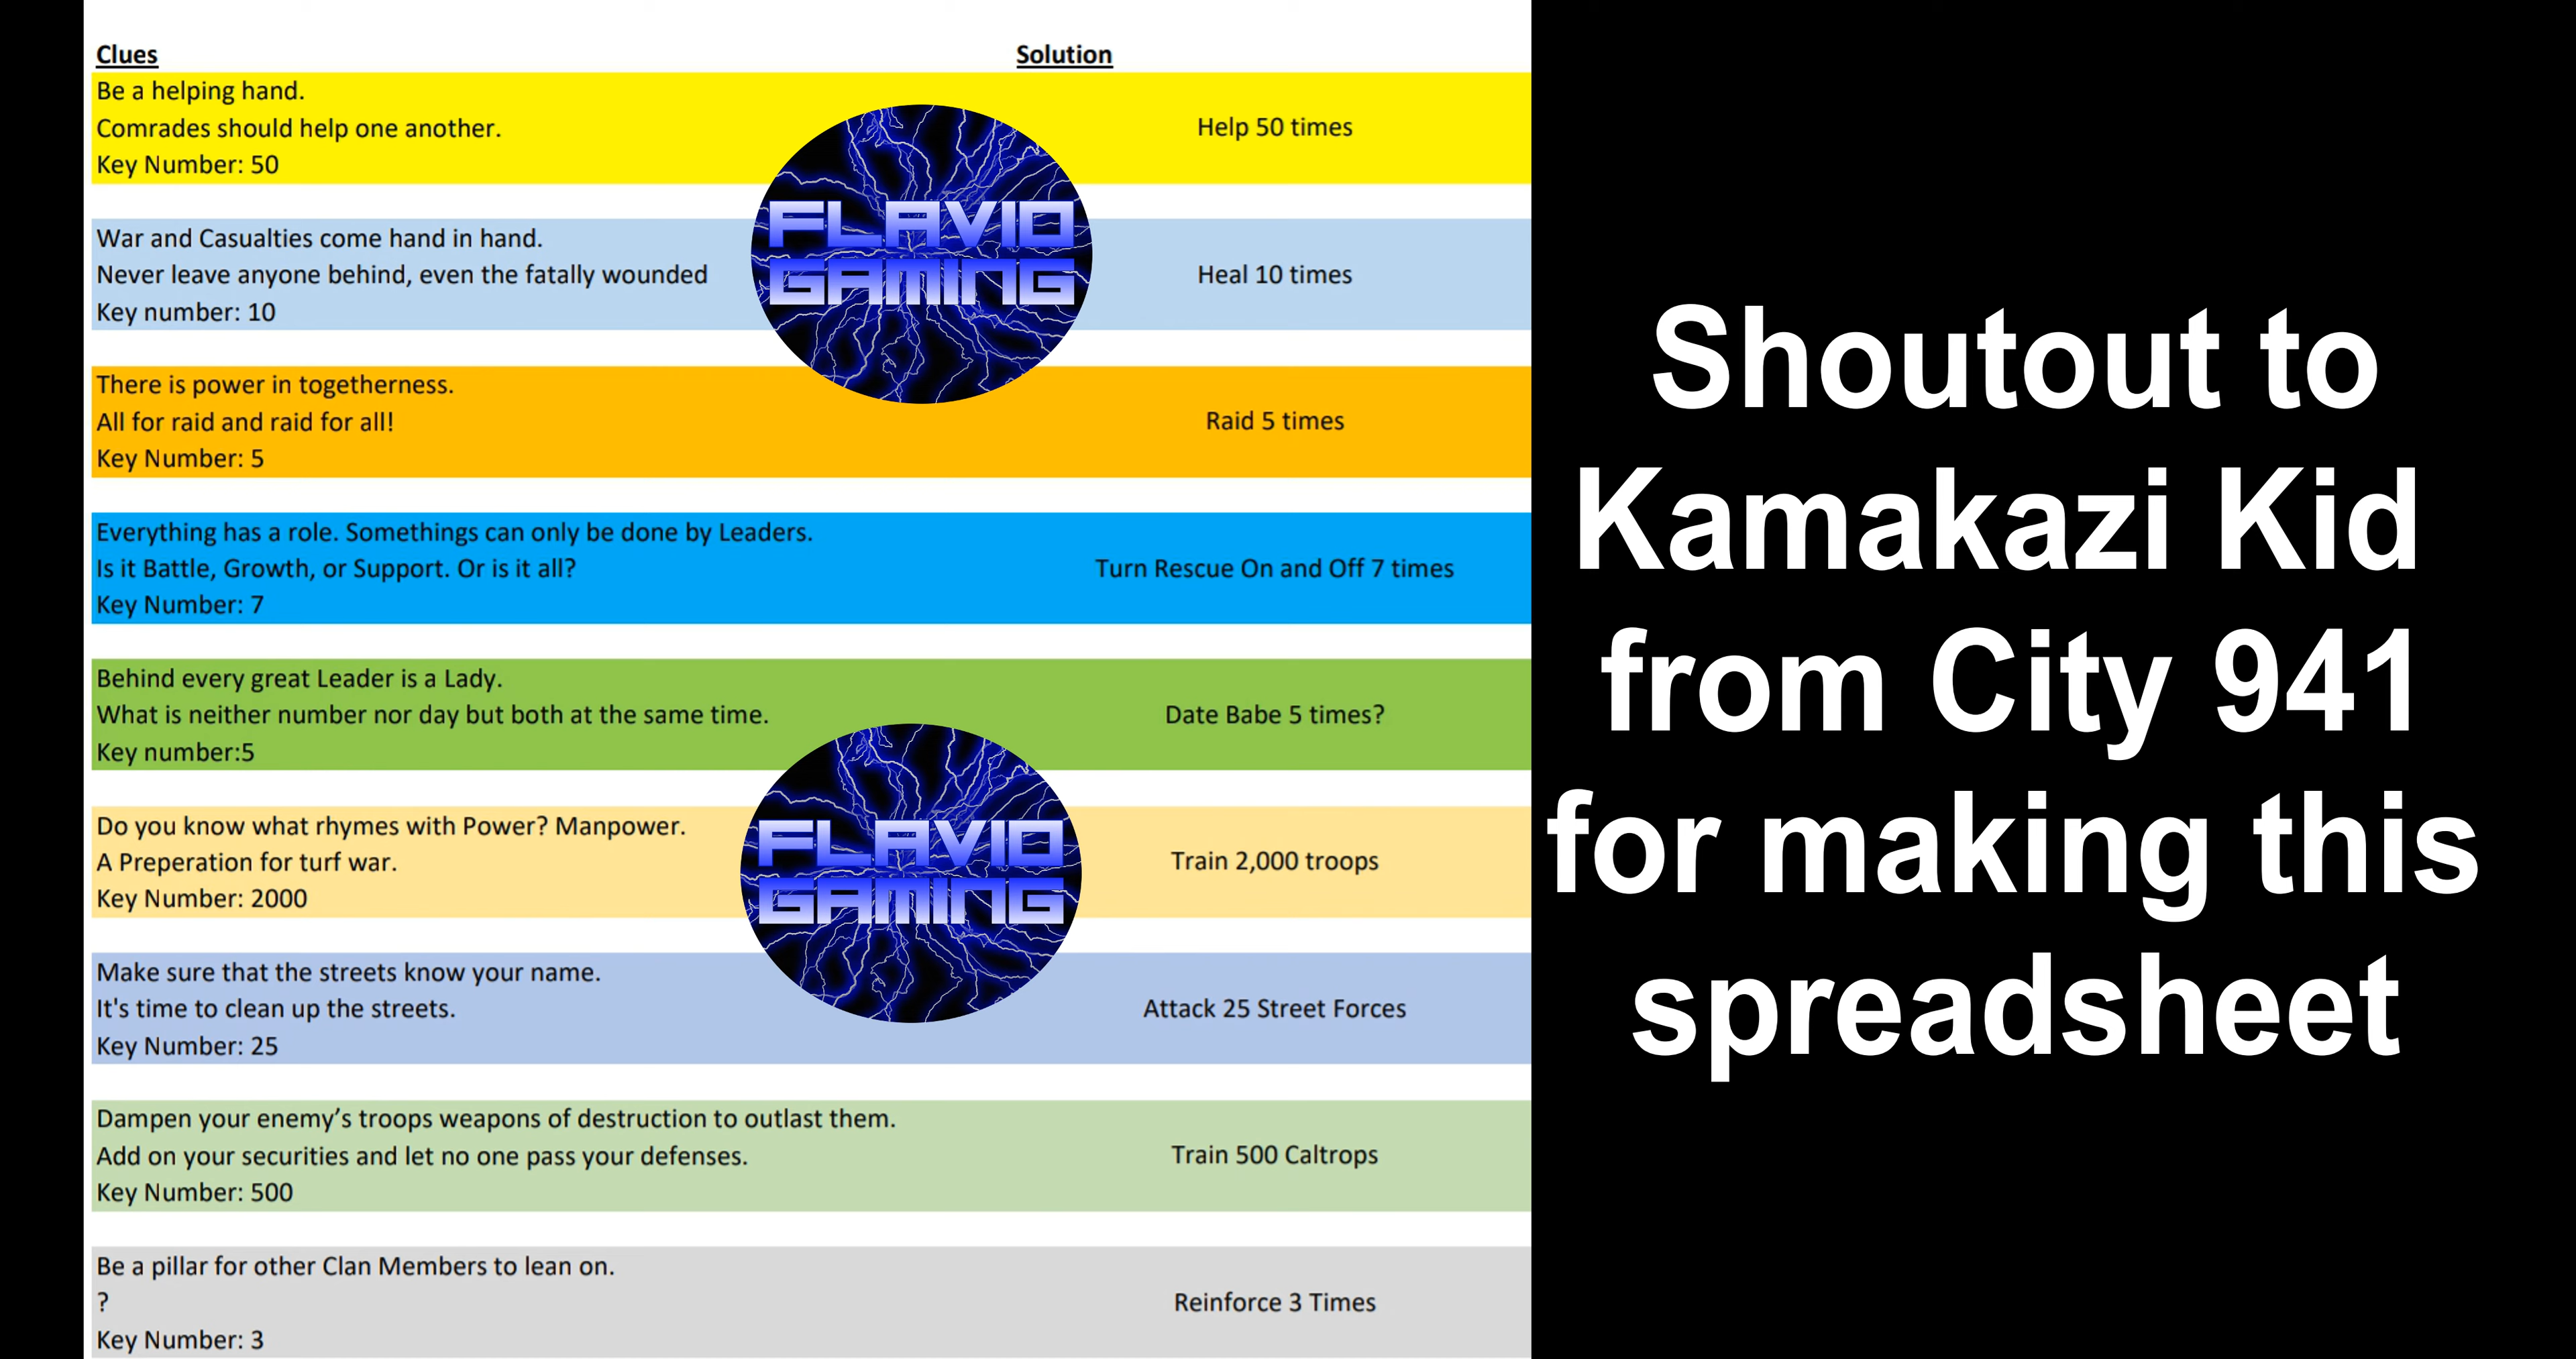 Clues
Solution
Be a helping hand.
Comrades should help one another.
Key Number: 50
Help 50 times
War and Casualties come hand in hand.
Never leave anyone behind, even the fatally wounded
Key number: 10
Heal 10 times
There is power in togetherness.
All for raid and raid for all!
Key Number: 5
Raid 5 times
Everything has a role. Somethings can only be done by Leaders.
Is it Battle, Growth, or Support. Or is it all?
Key Number: 7
Turn Rescue On and Off 7 times
Behind every great Leader is a Lady.
What is neither number nor day but both at the same time.
Key number:5
Date Babe 5 times?
Do you know what rhymes with Power? Manpower.
A Preperation for turf war.
Key Number: 2000
Train 2,000 troops
Make sure that the streets know your name.
It's time to clean up the streets.
Key Number: 25
Attack 25 Street Forces
Dampen your enemy’s troops weapons of destruction to outlast them.
Add on your securities and let no one pass your defenses.
Key Number: 500
Train 500 Caltrops
Be a pillar for other Clan Members to lean on.
?
Key Number: 3
Reinforce 3 Times
FLAVIO
GAMING
FLAVIO
GAMING
Shoutout to
Kamakazi Kid
from City 941
for making this
spreadsheet